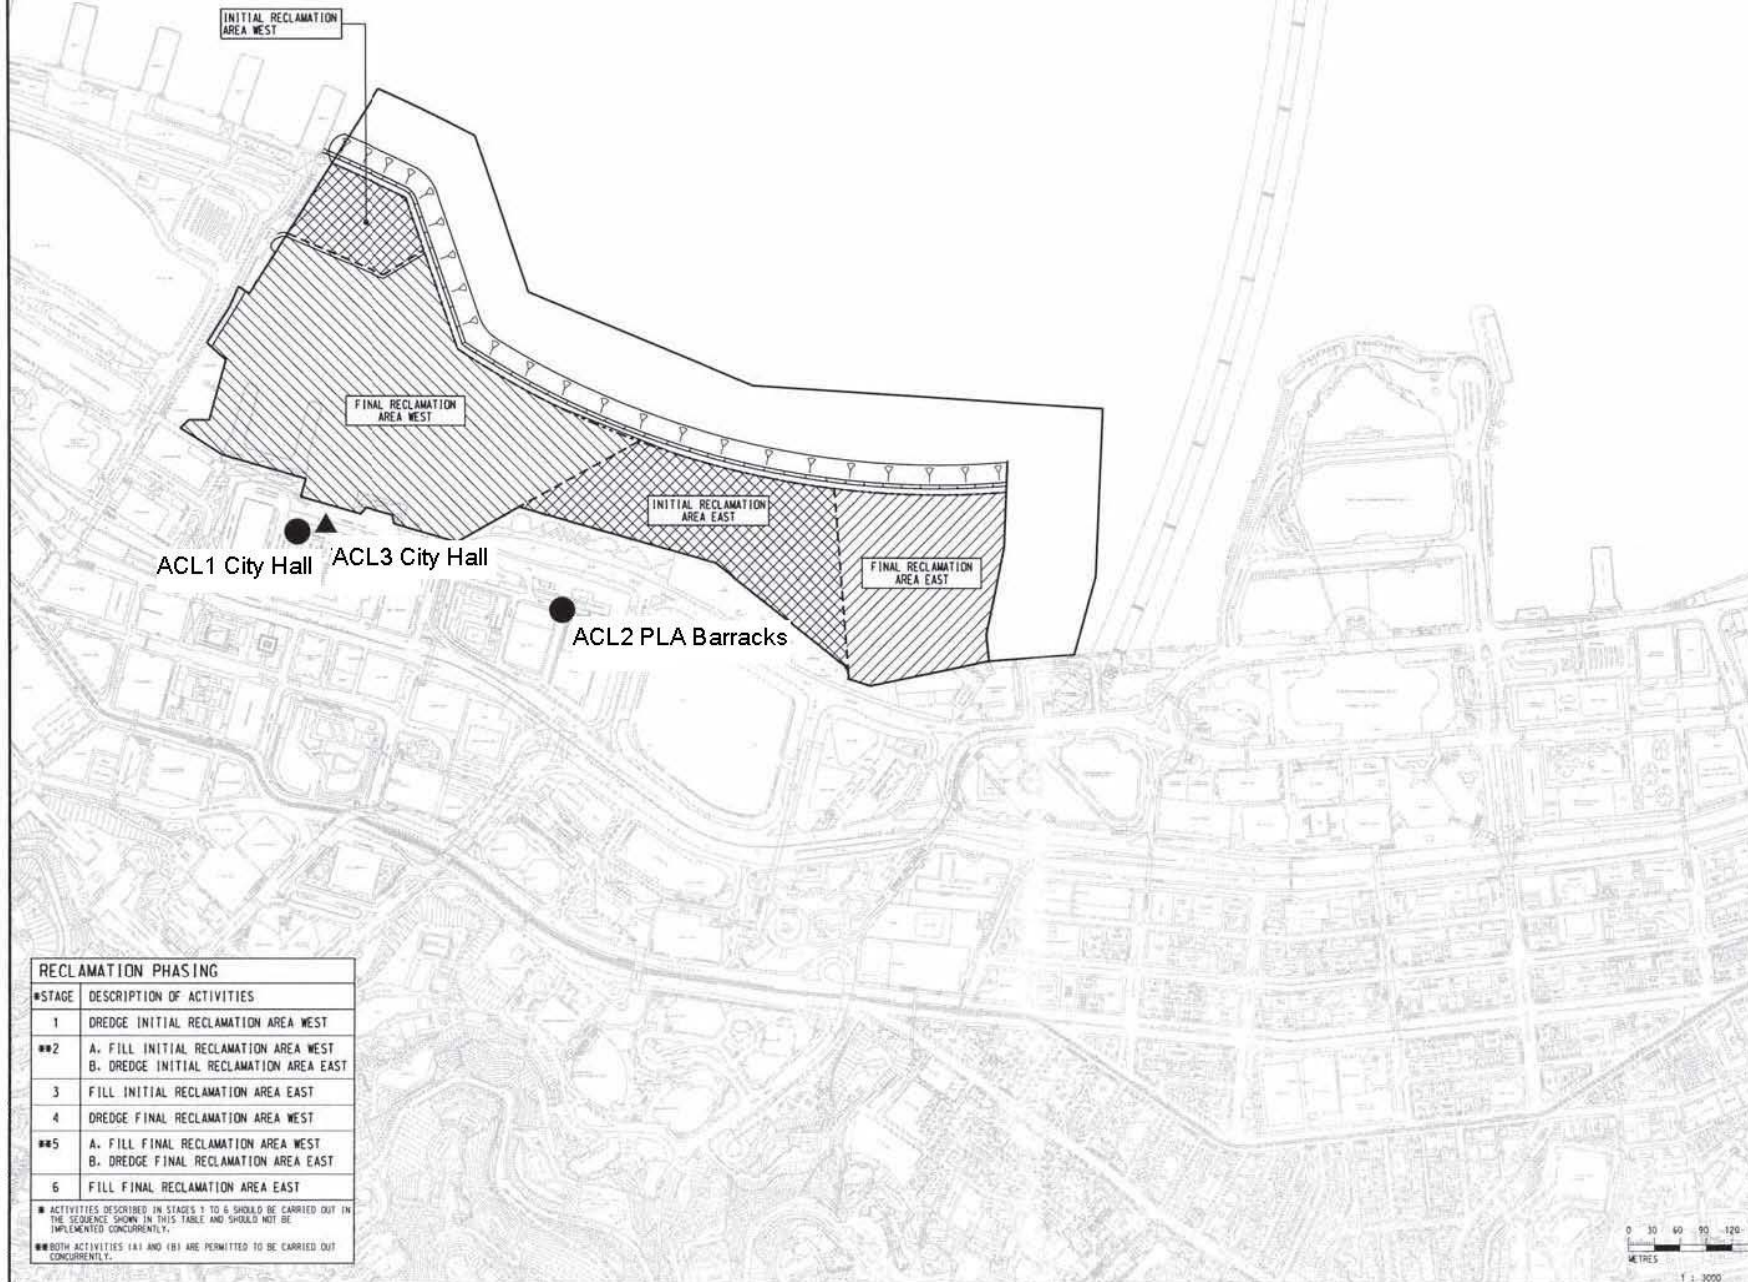 INITIAL RECLAMATION
AREA WEST
FINAL RECLAMATION
AREA WEST
INITIAL RECLAMATION
AREA EAST
FINAL RECLAMATION
AREA EAST
ACL1 City Hall
ACL3 City Hall
ACL2 PLA Barracks
RECLAMATION PHASING
*STAGE DESCRIPTION OF ACTIVITIES
1 DREDGE INITIAL RECLAMATION AREA WEST
**2 A. FILL INITIAL RECLAMATION AREA WEST
B. DREDGE INITIAL RECLAMATION AREA EAST
3 FILL INITIAL RECLAMATION AREA EAST
4 DREDGE FINAL RECLAMATION AREA WEST
**5 A. FILL FINAL RECLAMATION AREA WEST
B. DREDGE FINAL RECLAMATION AREA EAST
6 FILL FINAL RECLAMATION AREA EAST
* ACTIVITIES DESCRIBED IN STAGES 1 TO 6 SHOULD BE CARRIED OUT IN
THE SEQUENCE SHOWN IN THIS TABLE AND SHOULD NOT BE
IMPLEMENTED CONCURRENTLY.
** BOTH ACTIVITIES (A) AND (B) ARE PERMITTED TO BE CARRIED OUT
CONCURRENTLY.
0 30 60 90 120
METRES
1 : 3000